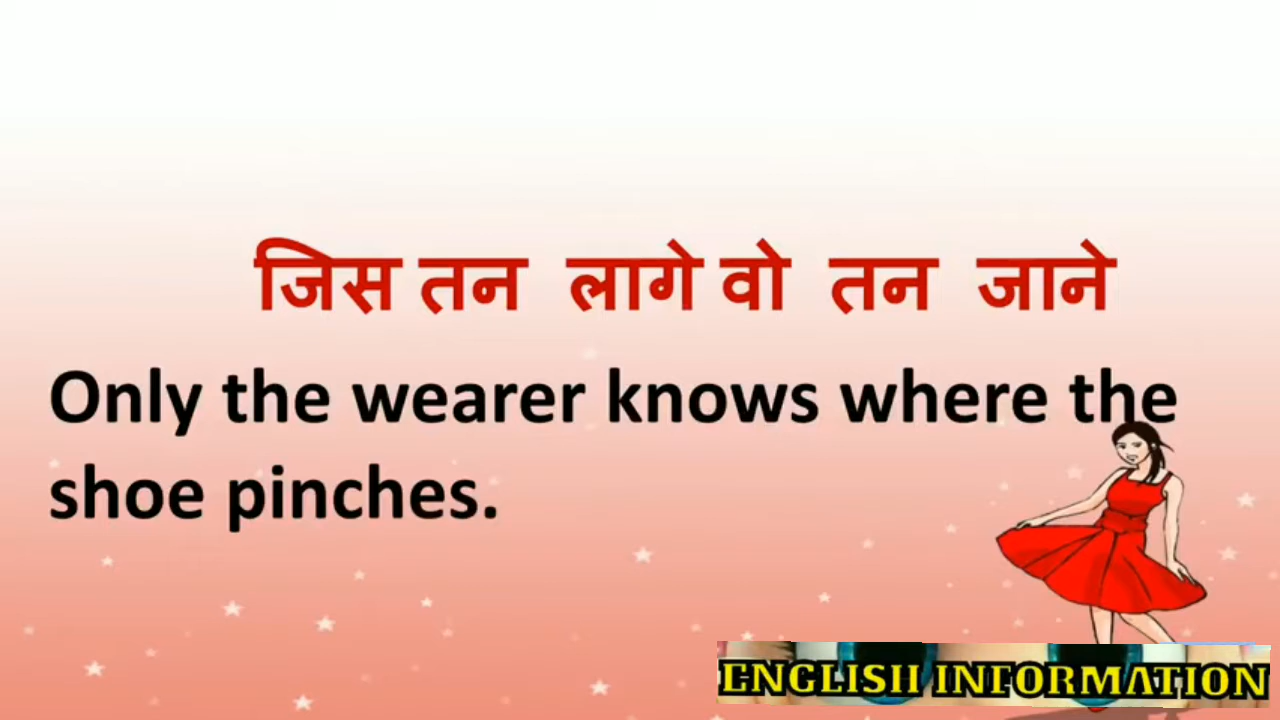 जिस तन लागे वो तन जाने
Only the wearer knows where the
shoe pinches.
ENGLISH INFORMATION